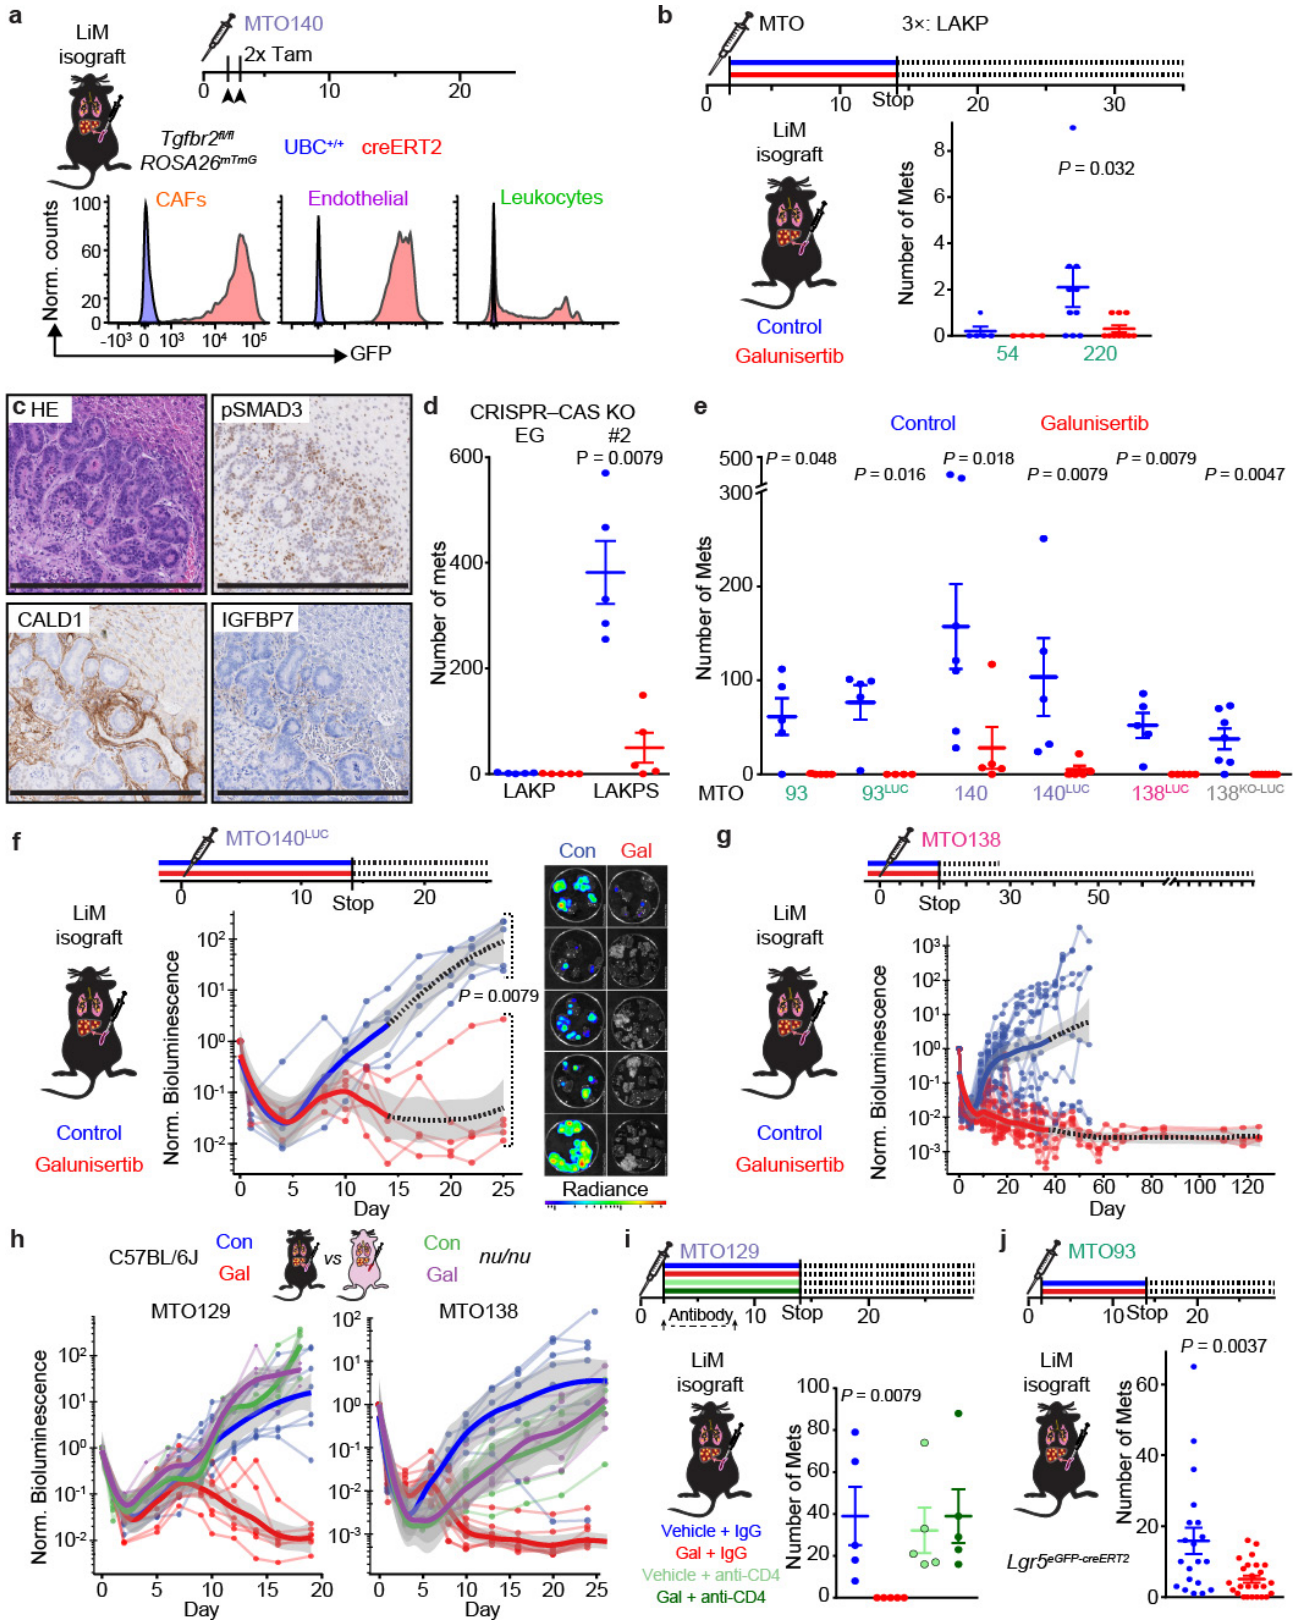 a
LiM
isograft
MTO140
2x Tam
0
10
20
Tgfbr2fl/fl
ROSA26mTmG
UBC+/+
creERT2
CAFs
Endothelial
Leukocytes
Norm. counts
100
60
20
0
-10³
0
10³
10⁴
10⁵
GFP
b
MTO
3×: LAKP
0
10
Stop
20
30
LiM
isograft
Control
Galunisertib
Number of Mets
8
6
4
2
0
P = 0.032
54
220
c
HE
pSMAD3
CALD1
IGFBP7
d
CRISPR–CAS KO
EG
#2
P = 0.0079
Number of mets
600
400
200
0
LAKP
LAKPS
e
Control
Galunisertib
Number of Mets
500
300
200
100
0
P = 0.048
P = 0.016
P = 0.018
P = 0.0079
P = 0.0079
P = 0.0047
MTO
93
93LUC
140
140LUC
138LUC
138KO-LUC
f
MTO140LUC
0
10
Stop
20
LiM
isograft
Control
Galunisertib
Norm. Bioluminescence
10²
10¹
10⁰
10⁻¹
10⁻²
P = 0.0079
0
5
10
15
20
25
Day
Con
Gal
Radiance
g
MTO138
0
Stop
30
50
LiM
isograft
Control
Galunisertib
Norm. Bioluminescence
10³
10²
10¹
10⁰
10⁻¹
10⁻²
10⁻³
0
20
40
60
80
100
120
Day
h
C57BL/6J
Con
Gal
vs
Con
Gal
nu/nu
MTO129
MTO138
Norm. Bioluminescence
10²
10¹
10⁰
10⁻¹
10⁻²
0
5
10
15
20
Day
10²
10¹
10⁰
10⁻¹
10⁻²
10⁻³
0
5
10
15
20
25
Day
i
MTO129
0
Antibody
10
Stop
20
LiM
isograft
Vehicle + IgG
Gal + IgG
Vehicle + anti-CD4
Gal + anti-CD4
Number of Mets
100
80
60
40
20
0
P = 0.0079
j
MTO93
0
10
Stop
20
LiM
isograft
Lgr5eGFP-creERT2
P = 0.0037
Number of Mets
60
40
20
0